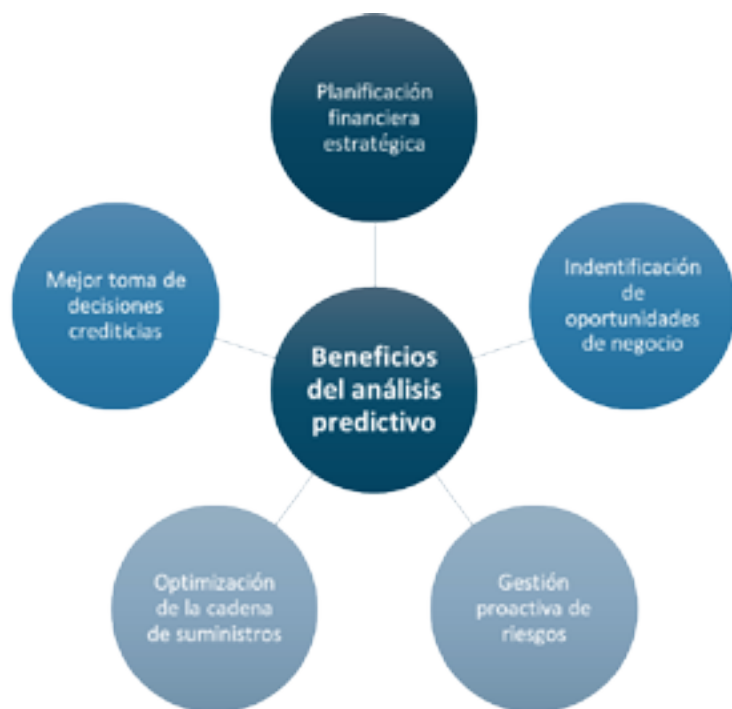 Planificación
financiera
estratégica
Indentificación
de
oportunidades
de negocio
Gestión
proactiva de
riesgos
Optimización
de la cadena
de suministros
Mejor toma de
decisiones
crediticias
Beneficios
del análisis
predictivo